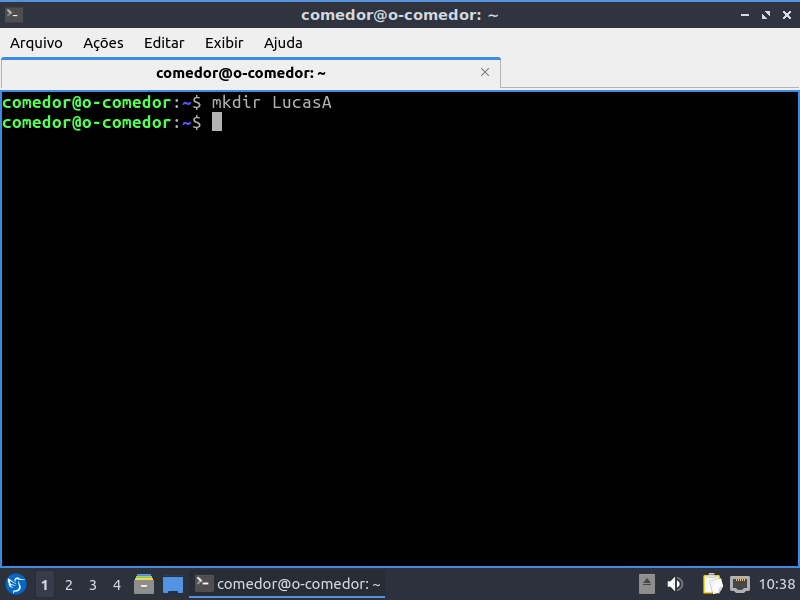 comedor@o-comedor: ~
Arquivo Ações Editar Exibir Ajuda
comedor@o-comedor: ~
comedor@o-comedor:~$ mkdir LucasA
comedor@o-comedor:~$
1 2 3 4 comedor@o-comedor: ~ 10:38